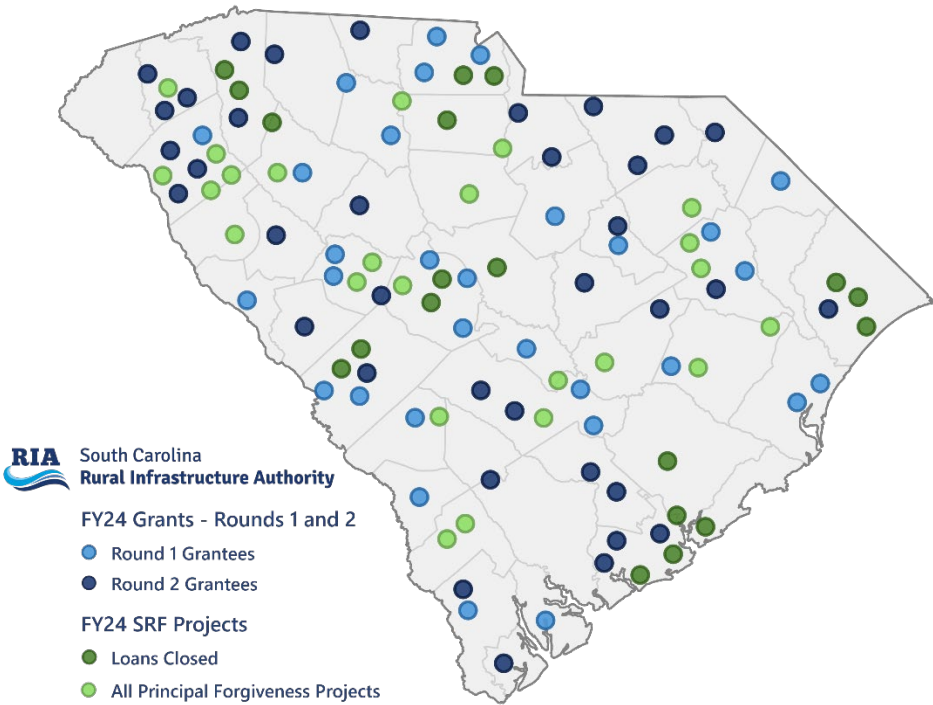 RIA
South Carolina
Rural Infrastructure Authority
FY24 Grants - Rounds 1 and 2
Round 1 Grantees
Round 2 Grantees
FY24 SRF Projects
Loans Closed
All Principal Forgiveness Projects